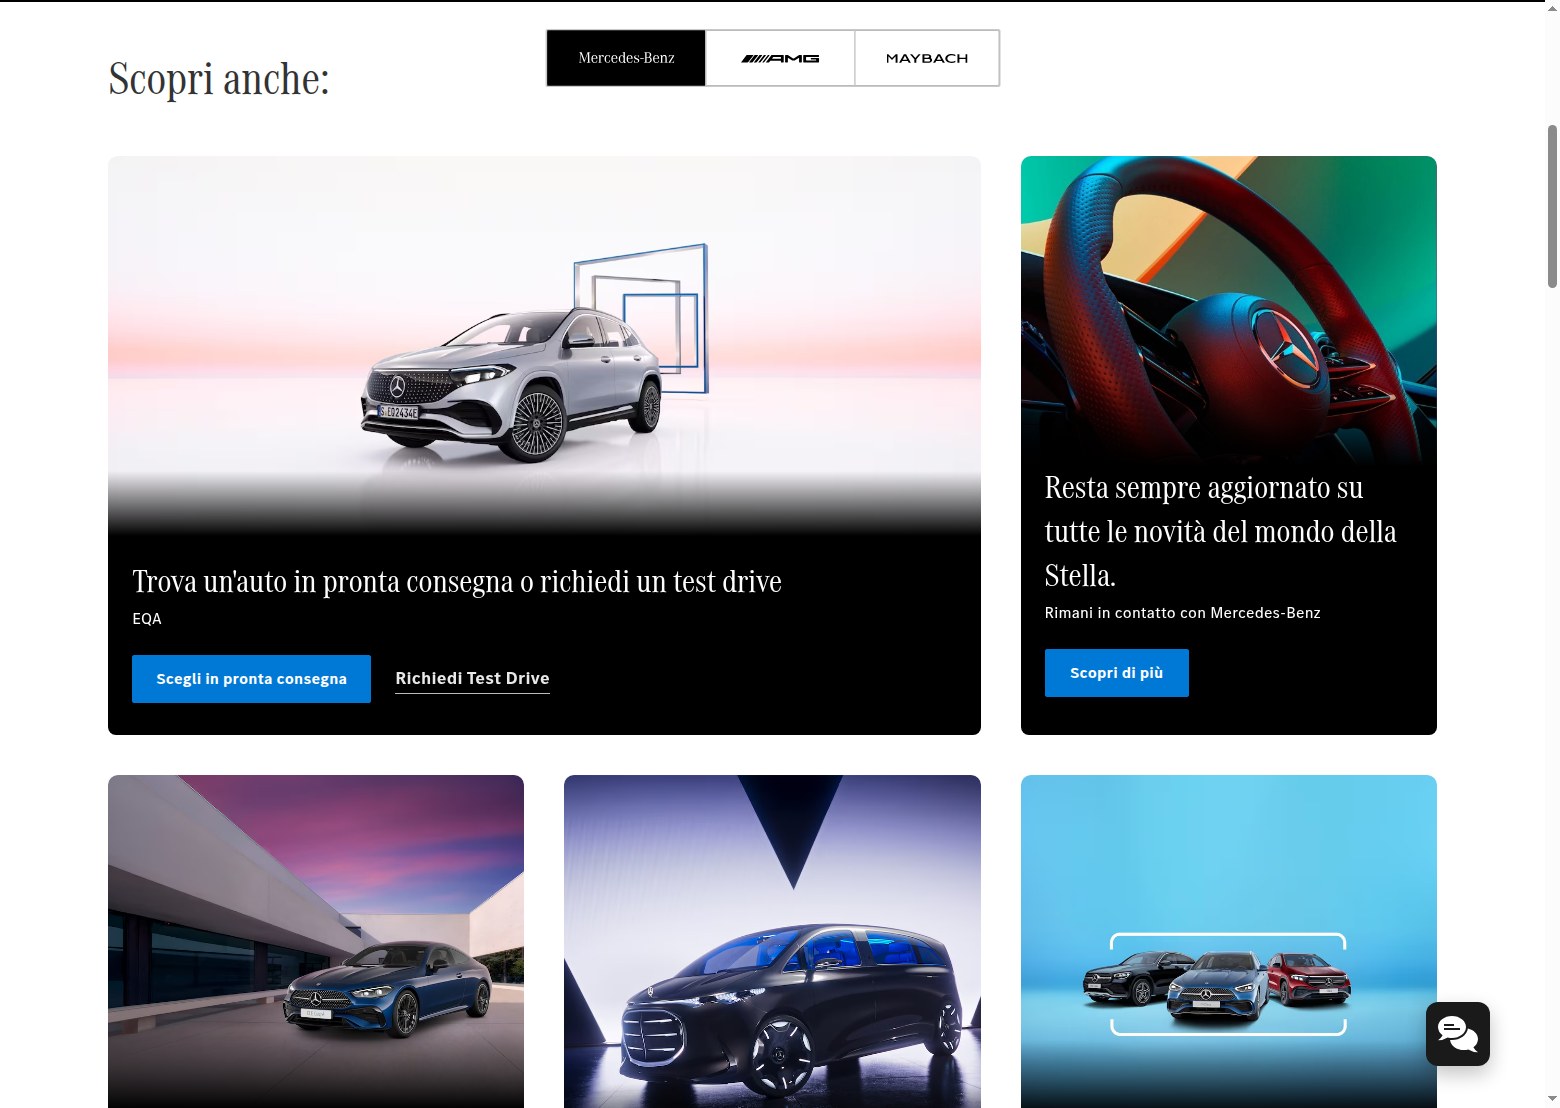 Mercedes-Benz
AMG
MAYBACH
Scopri anche:
S EQ2434E
Trova un'auto in pronta consegna o richiedi un test drive
EQA
Scegli in pronta consegna
Richiedi Test Drive
Resta sempre aggiornato su
tutte le novità del mondo della
Stella.
Rimani in contatto con Mercedes-Benz
Scopri di più